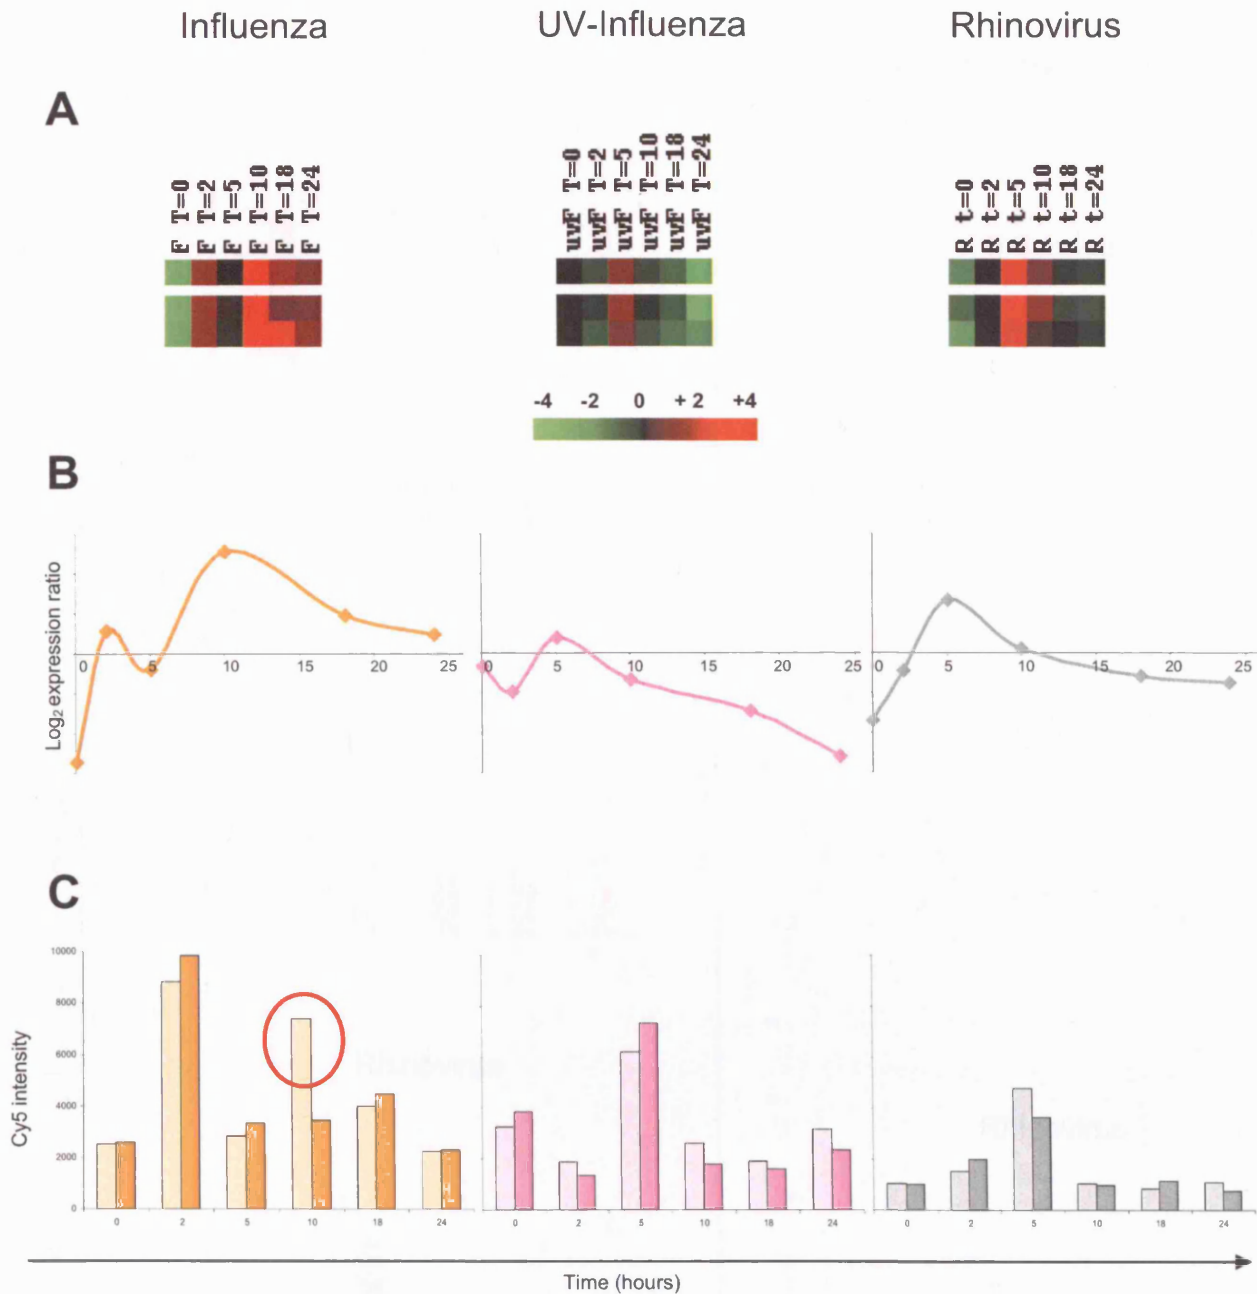 Influenza UV-Influenza Rhinovirus
A
F T=0
F T=2
F T=5
F T=10
F T=18
F T=24
uvF T=0
uvF T=2
uvF T=5
uvF T=10
uvF T=18
uvF T=24
R t=0
R t=2
R t=5
R t=10
R t=18
R t=24
-4 -2 0 + 2 +4
B
Log2 expression ratio
0 5 10 15 20 25
0 5 10 15 20 25
0 5 10 15 20 25
C
Cy5 intensity
10000
8000
6000
4000
2000
0
0 2 5 10 18 24
0 2 5 10 18 24
0 2 5 10 18 24
Time (hours)